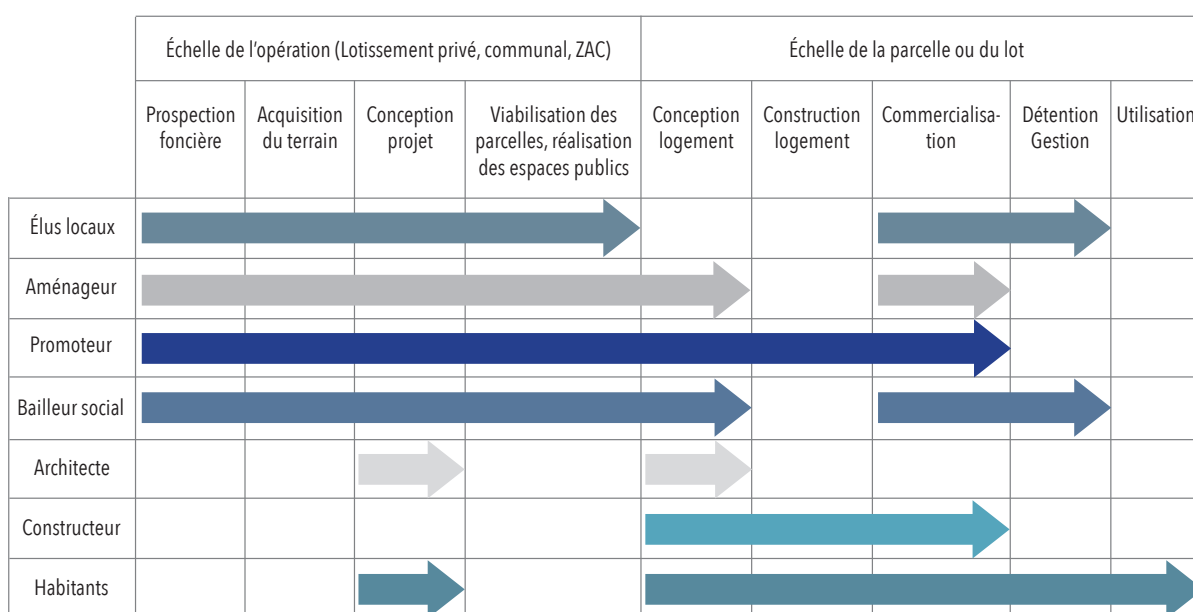 Échelle de l'opération (Lotissement privé, communal, ZAC)
Échelle de la parcelle ou du lot
Prospection
foncière
Acquisition
du terrain
Conception
projet
Viabilisation des
parcelles, réalisation
des espaces publics
Conception
logement
Construction
logement
Commercialisa-
tion
Détention
Gestion
Utilisation
Élus locaux
Aménageur
Promoteur
Bailleur social
Architecte
Constructeur
Habitants